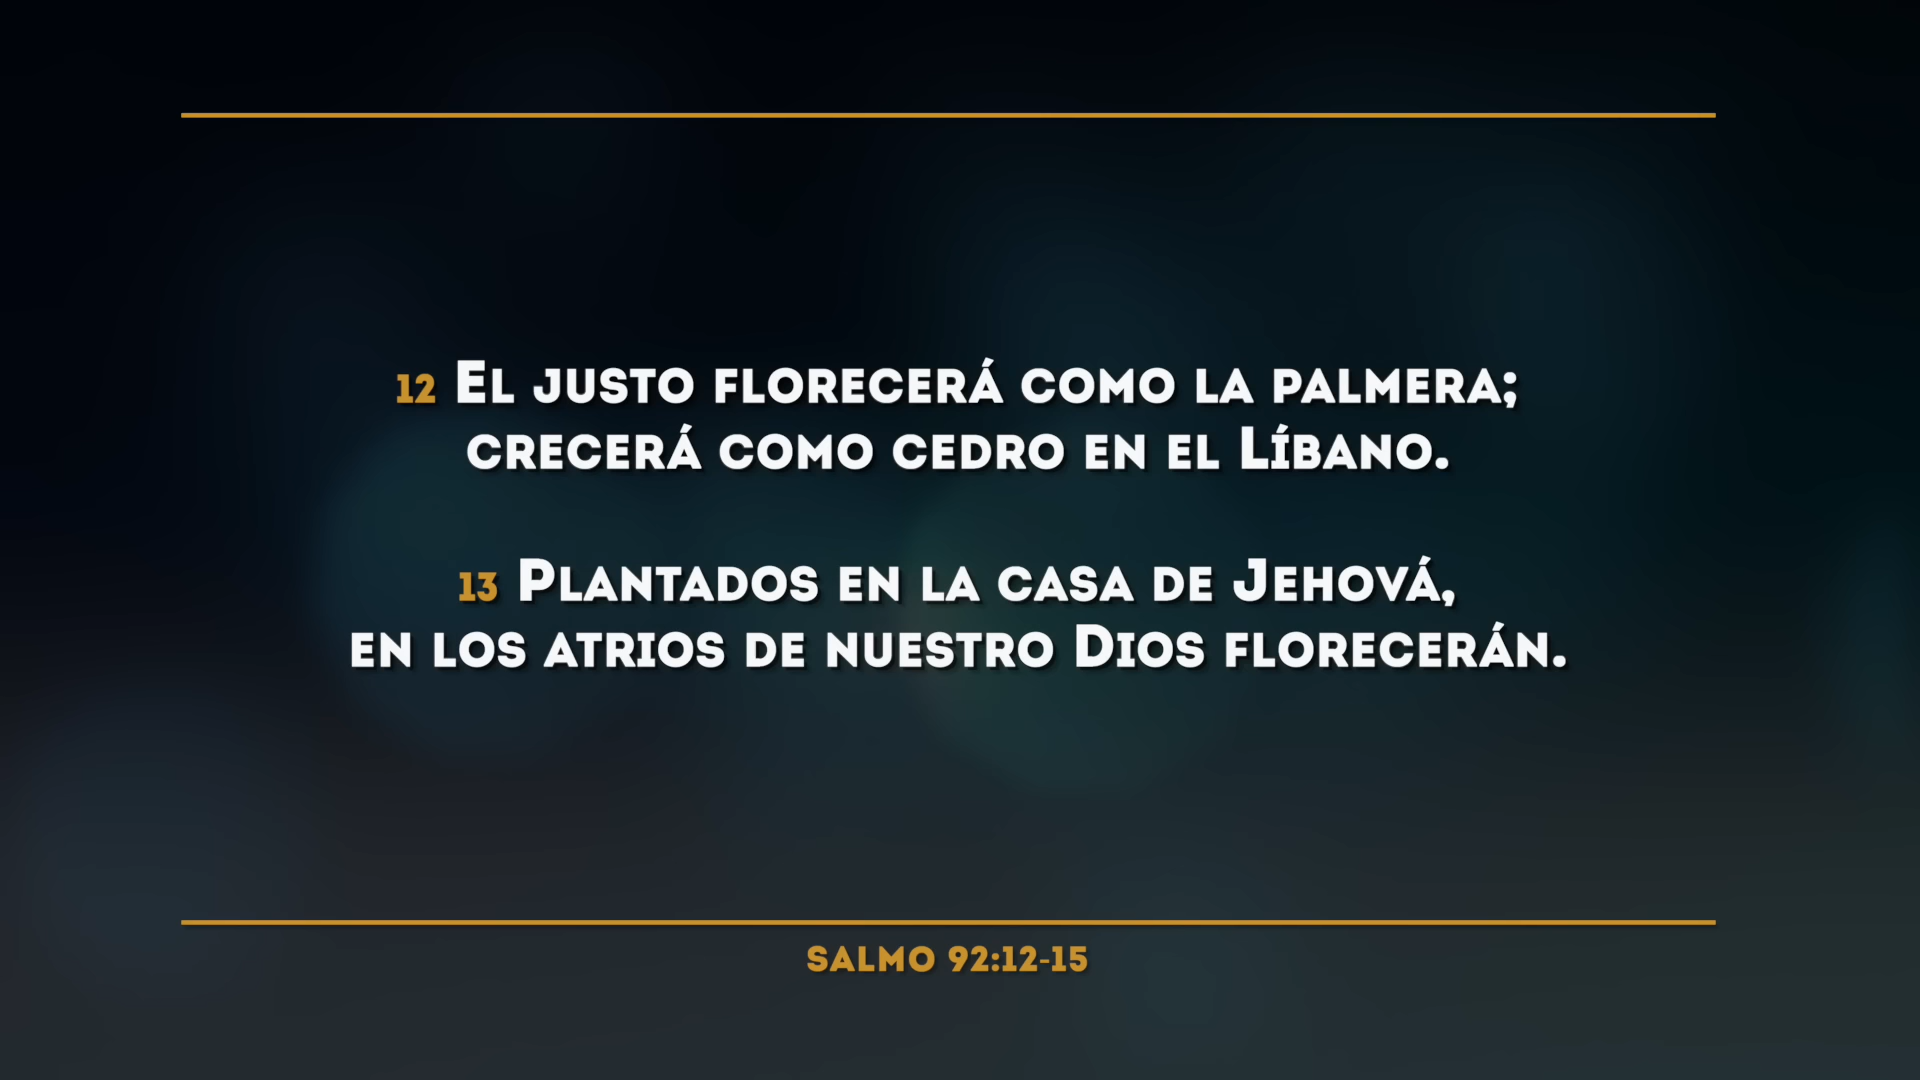 12 El justo florecerá como la palmera;
crecerá como cedro en el Líbano.
13 Plantados en la casa de Jehová,
en los atrios de nuestro Dios florecerán.
SALMO 92:12-15